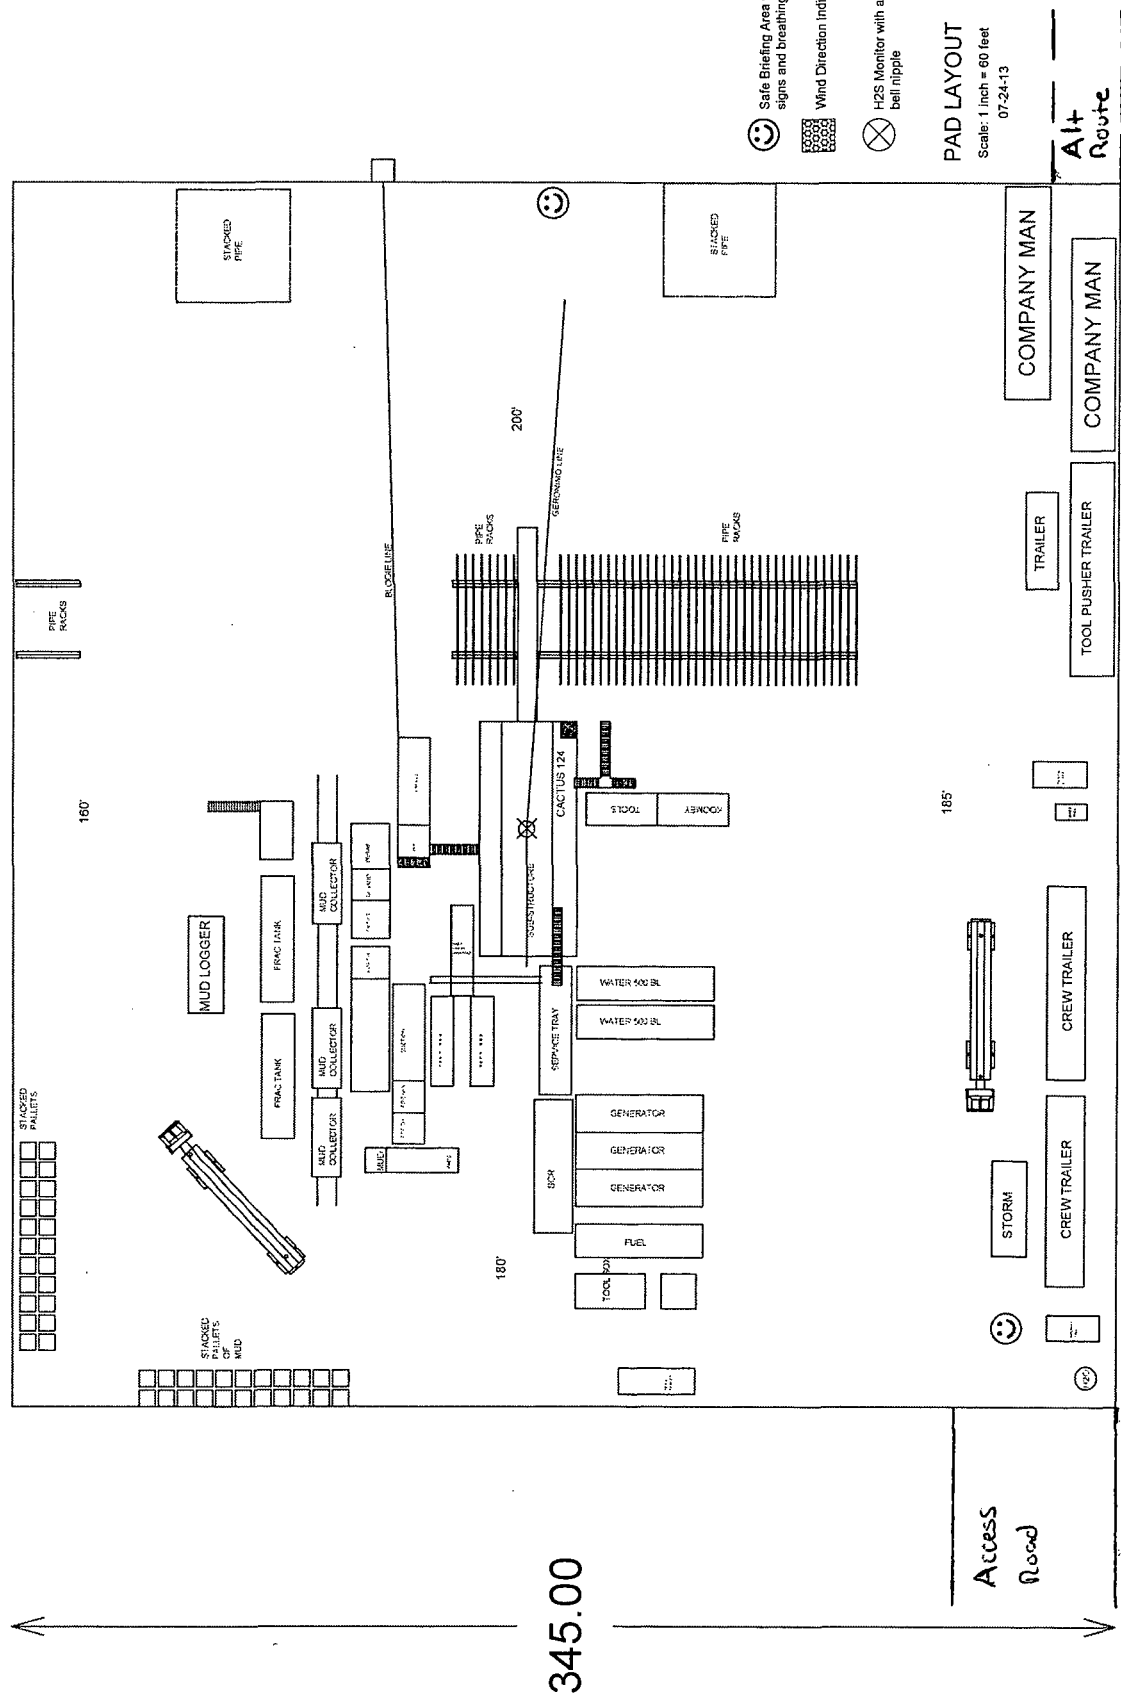 Safe Briefing Area
signs and breathing
Wind Direction Indi
H2S Monitor with a
bell nipple
PAD LAYOUT
Scale: 1 inch = 60 feet
07-24-13
Alt
Route
STACKED
PIPE
STACKED
PIPE
COMPANY MAN
COMPANY MAN
200'
BLOOIE LINE
GERONIMO LINE
PIPE
RACKS
PIPE
RACKS
PIPE
RACKS
TRAILER
TOOL PUSHER TRAILER
160'
185'
CACTUS 124
SUB-STRUCTURE
TOOLS
KOOMEY
MUD LOGGER
FRAC TANK
FRAC TANK
MUD
COLLECTOR
MUD
COLLECTOR
MUD
COLLECTOR
SUCTION
MUD
SERVICE TRAY
WATER 500 BL
WATER 500 BL
SCR
GENERATOR
GENERATOR
GENERATOR
FUEL
TOOL BOX
180'
STACKED
PALLETS
STACKED
PALLETS
OF
MUD
CREW TRAILER
CREW TRAILER
STORM
H2S
Access
Road
345.00